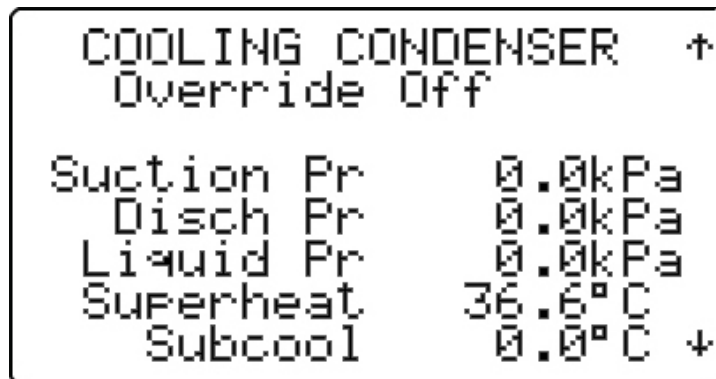 COOLING CONDENSER ↑
Override Off
Suction Pr 0.0kPa
Disch Pr 0.0kPa
Liquid Pr 0.0kPa
Superheat 36.6°C
Subcool 0.0°C ↓